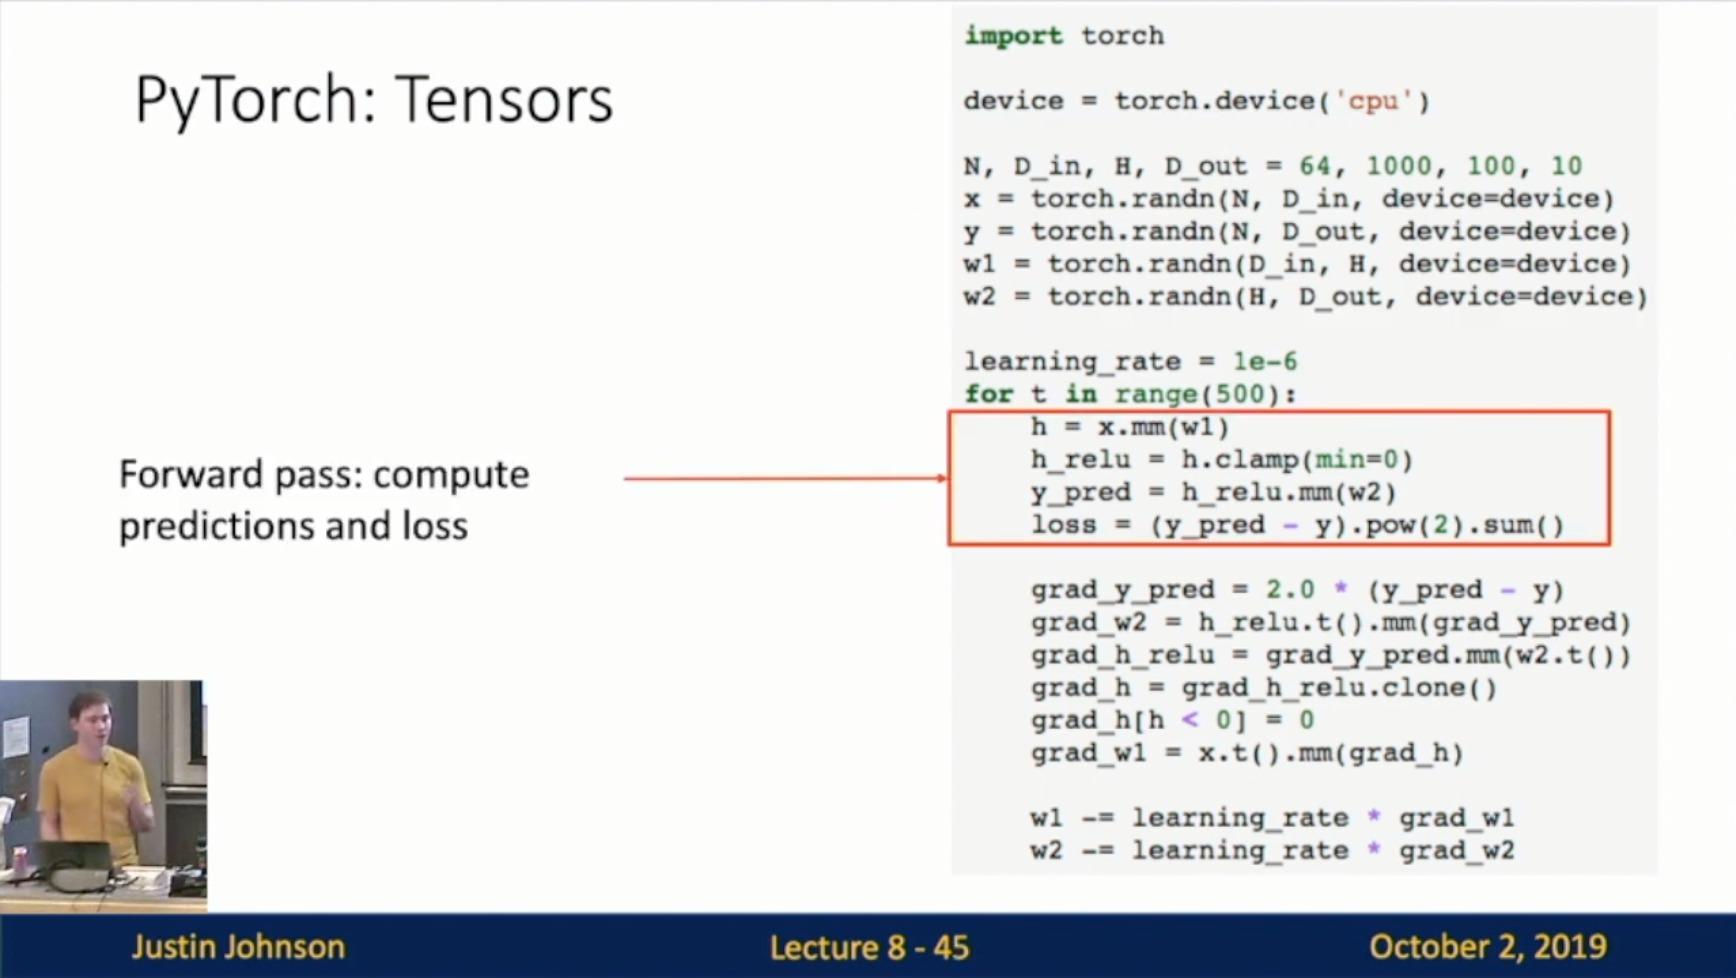 PyTorch: Tensors
Forward pass: compute
predictions and loss
import torch
device = torch.device('cpu')
N, D_in, H, D_out = 64, 1000, 100, 10
x = torch.randn(N, D_in, device=device)
y = torch.randn(N, D_out, device=device)
w1 = torch.randn(D_in, H, device=device)
w2 = torch.randn(H, D_out, device=device)
learning_rate = 1e-6
for t in range(500):
h = x.mm(w1)
h_relu = h.clamp(min=0)
y_pred = h_relu.mm(w2)
loss = (y_pred - y).pow(2).sum()
grad_y_pred = 2.0 * (y_pred - y)
grad_w2 = h_relu.t().mm(grad_y_pred)
grad_h_relu = grad_y_pred.mm(w2.t())
grad_h = grad_h_relu.clone()
grad_h[h < 0] = 0
grad_w1 = x.t().mm(grad_h)
w1 -= learning_rate * grad_w1
w2 -= learning_rate * grad_w2
Justin Johnson
Lecture 8 - 45
October 2, 2019